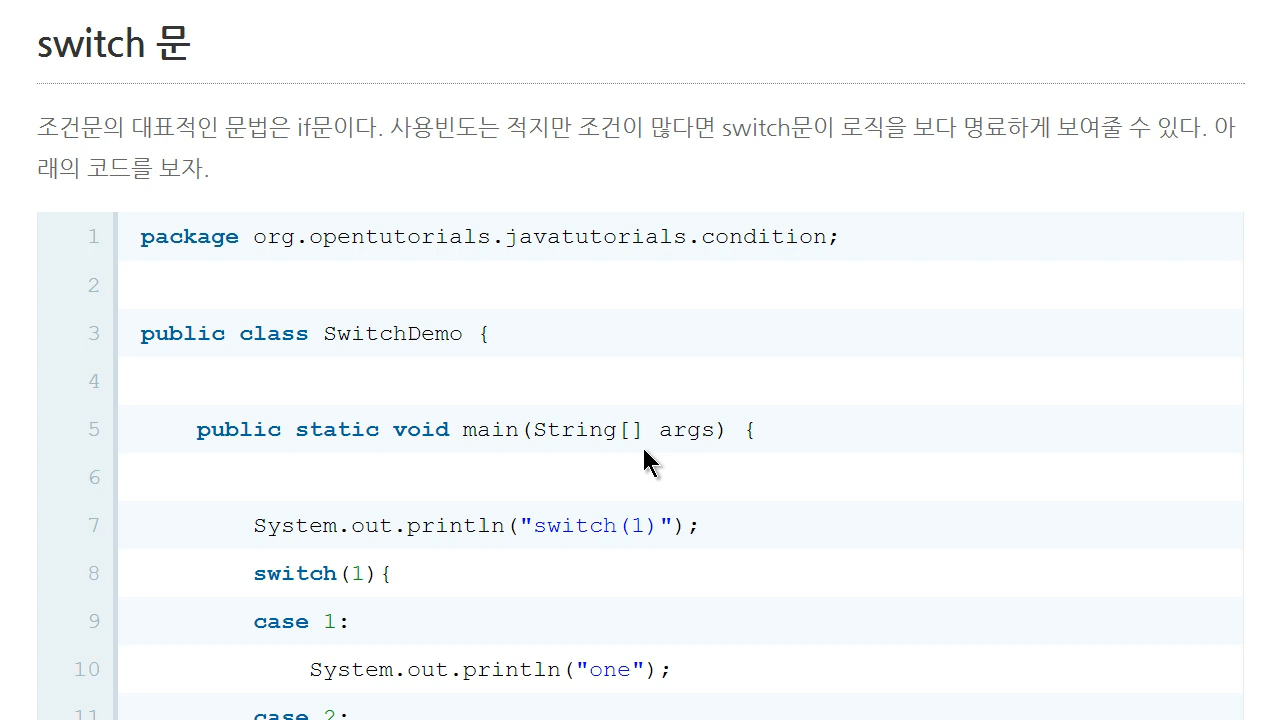 switch 문
조건문의 대표적인 문법은 if문이다. 사용빈도는 적지만 조건이 많다면 switch문이 로직을 보다 명료하게 보여줄 수 있다. 아
래의 코드를 보자.
1 package org.opentutorials.javatutorials.condition;
2
3 public class SwitchDemo {
4
5 public static void main(String[] args) {
6
7 System.out.println("switch(1)");
8 switch(1){
9 case 1:
10 System.out.println("one");
11 case 2: